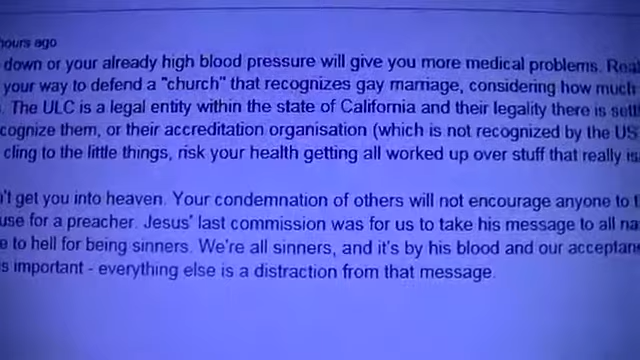 hours ago
down or your already high blood pressure will give you more medical problems.
your way to defend a "church" that recognizes gay marriage, considering how much
The ULC is a legal entity within the state of California and their legality there is
cognize them, or their accreditation organisation (which is not recognized by the US
cling to the little things, risk your health getting all worked up over stuff that really
't get you into heaven. Your condemnation of others will not encourage anyone to
use for a preacher. Jesus' last commission was for us to take his message to all
e to hell for being sinners. We're all sinners, and it's by his blood and our
s important - everything else is a distraction from that message.